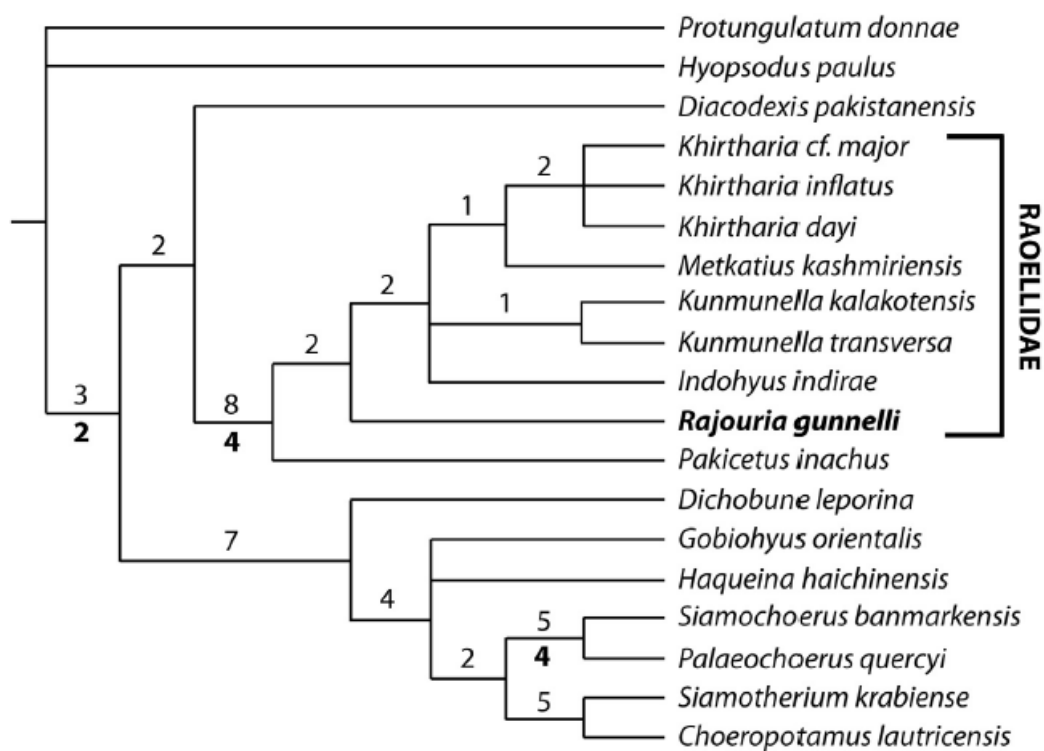 Protungulatum donnae
Hyopsodus paulus
Diacodexis pakistanensis
Khirtharia cf. major
2
Khirtharia inflatus
1
Khirtharia dayi
2
Metkatius kashmiriensis
2
1
Kunmunella kalakotensis
2
Kunmunella transversa
Indohyus indirae
3
2
8
4
Rajouria gunnelli
RAOELLIDAE
Pakicetus inachus
Dichobune leporina
7
Gobiohyus orientalis
4
Haqueina haichinensis
5
4
Siamochoerus banmarkensis
2
Palaeochoerus quercyi
5
Siamotherium krabiense
Choeropotamus lautricensis